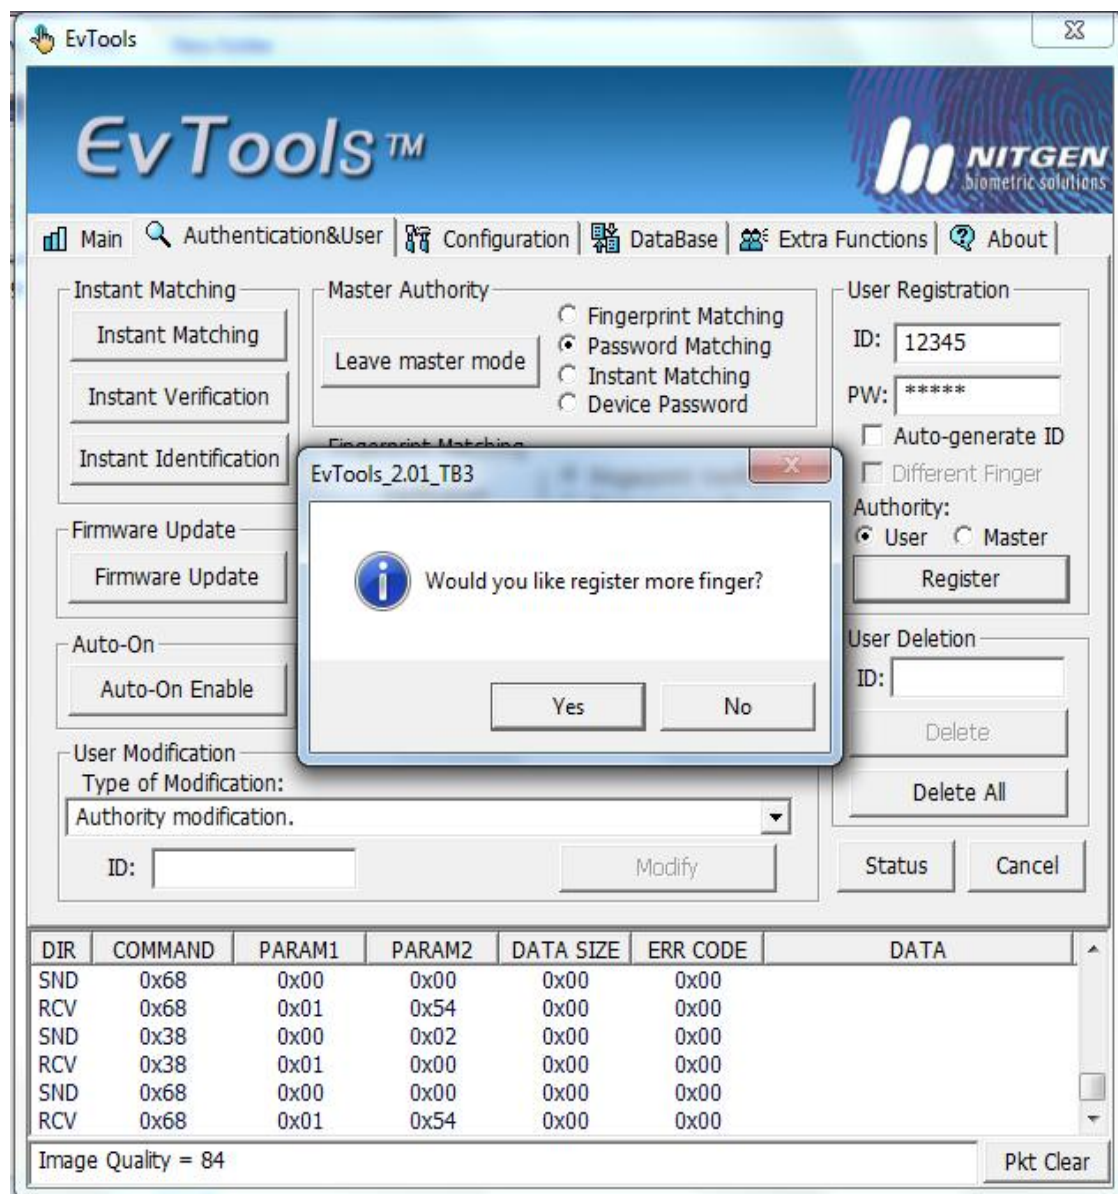 EvTools
EvTools™
NITGEN
biometric solutions
Main
Authentication&User
Configuration
DataBase
Extra Functions
About
Instant Matching
Instant Matching
Instant Verification
Instant Identification
Master Authority
Leave master mode
Fingerprint Matching
Password Matching
Instant Matching
Device Password
User Registration
ID: 12345
PW: *****
Auto-generate ID
Different Finger
Authority:
User Master
Register
Fingerprint Matching
EvTools_2.01_TB3
Would you like register more finger?
Yes No
Firmware Update
Firmware Update
Auto-On
Auto-On Enable
User Deletion
ID:
Delete
Delete All
User Modification
Type of Modification:
Authority modification.
ID:
Modify
Status Cancel
DIR COMMAND PARAM1 PARAM2 DATA SIZE ERR CODE DATA
SND 0x68 0x00 0x00 0x00 0x00
RCV 0x68 0x01 0x54 0x00 0x00
SND 0x38 0x00 0x02 0x00 0x00
RCV 0x38 0x01 0x00 0x00 0x00
SND 0x68 0x00 0x00 0x00 0x00
RCV 0x68 0x01 0x54 0x00 0x00
Image Quality = 84
Pkt Clear